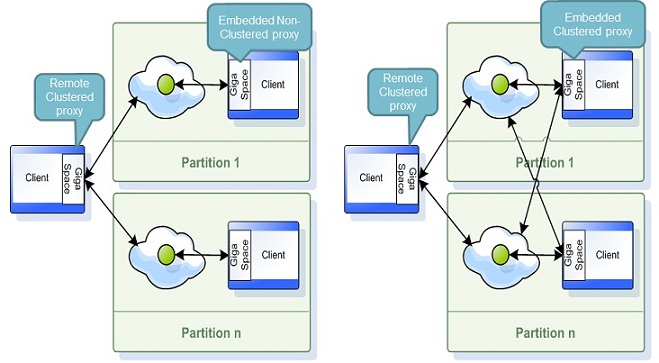 Embedded Non-
Clustered proxy
Remote
Clustered
proxy
Giga
Space
Client
Partition 1
Client
Giga
Space
Giga
Space
Client
Partition n
Embedded
Clustered proxy
Remote
Clustered
proxy
Giga
Space
Client
Partition 1
Client
Giga
Space
Giga
Space
Client
Partition n